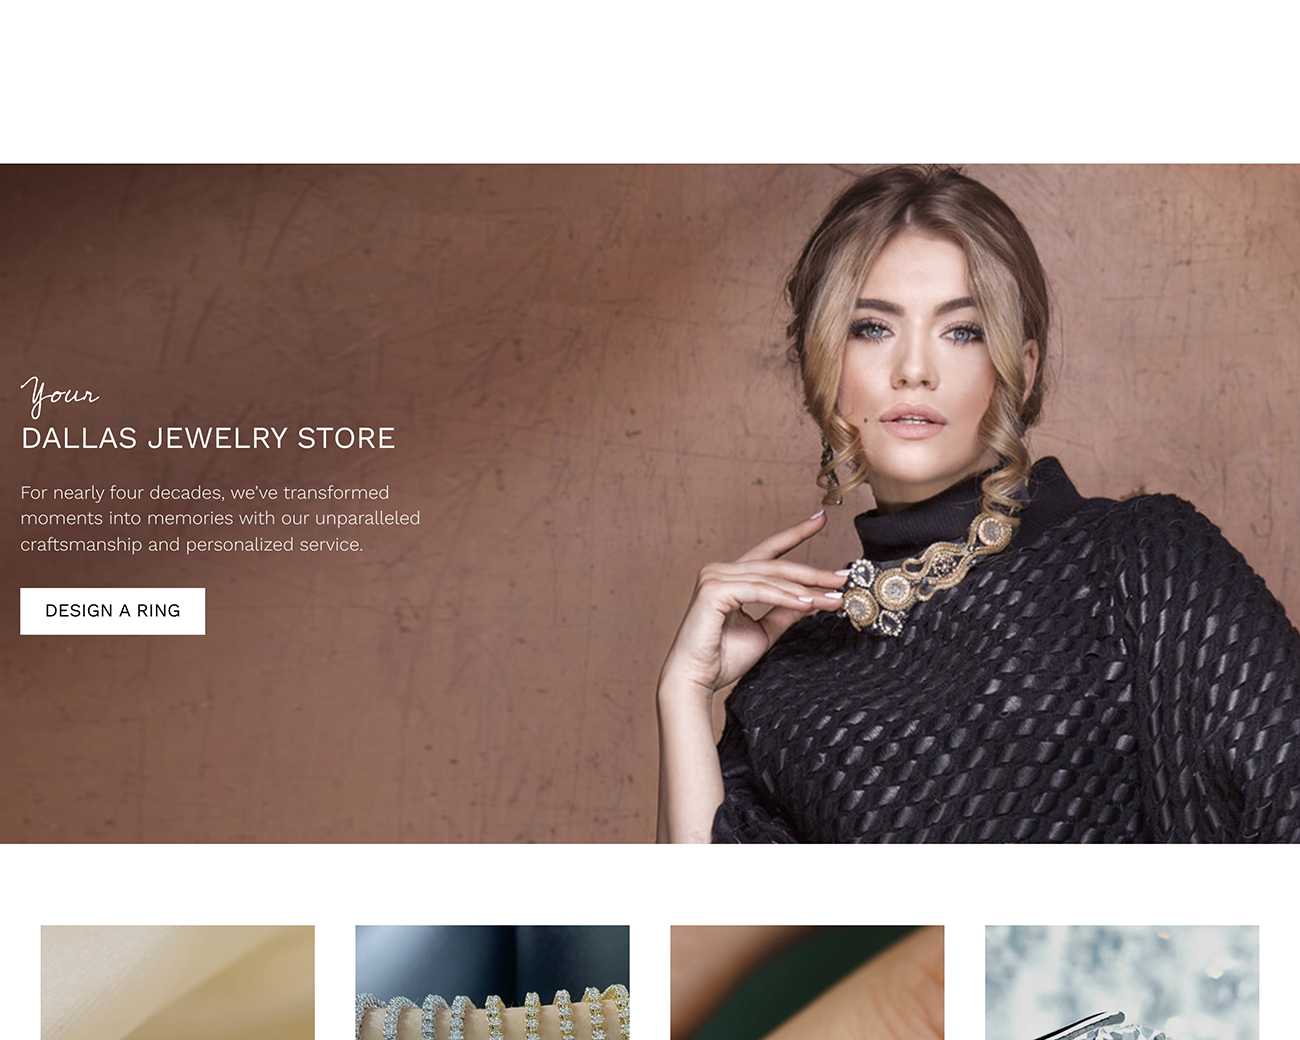 Your
DALLAS JEWELRY STORE
For nearly four decades, we’ve transformed
moments into memories with our unparalleled
craftsmanship and personalized service.
DESIGN A RING